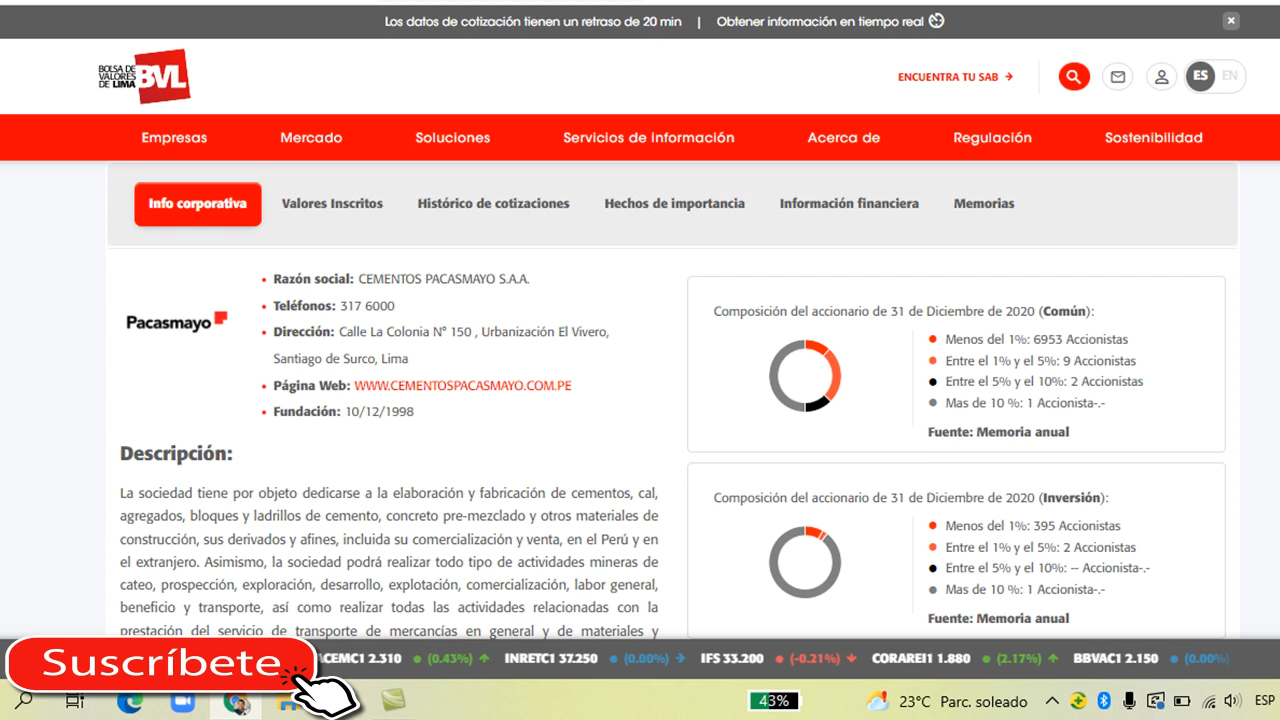 Los datos de cotización tienen un retraso de 20 min | Obtener información en tiempo real
BOLSA DE VALORES DE LIMA BVL
ENCUENTRA TU SAB
ES EN
Empresas Mercado Soluciones Servicios de información Acerca de Regulación Sostenibilidad
Info corporativa Valores Inscritos Histórico de cotizaciones Hechos de importancia Información financiera Memorias
Pacasmayo
Razón social: CEMENTOS PACASMAYO S.A.A.
Teléfonos: 317 6000
Dirección: Calle La Colonia N° 150 , Urbanización El Vivero,
Santiago de Surco, Lima
Página Web: WWW.CEMENTOSPACASMAYO.COM.PE
Fundación: 10/12/1998
Descripción:
La sociedad tiene por objeto dedicarse a la elaboración y fabricación de cementos, cal,
agregados, bloques y ladrillos de cemento, concreto pre-mezclado y otros materiales de
construcción, sus derivados y afines, incluida su comercialización y venta, en el Perú y en
el extranjero. Asimismo, la sociedad podrá realizar todo tipo de actividades mineras de
cateo, prospección, exploración, desarrollo, explotación, comercialización, labor general,
beneficio y transporte, así como realizar todas las actividades relacionadas con la
prestación del servicio de transporte de mercancías en general y de materiales y
Composición del accionario de 31 de Diciembre de 2020 (Común):
Menos del 1%: 6953 Accionistas
Entre el 1% y el 5%: 9 Accionistas
Entre el 5% y el 10%: 2 Accionistas
Mas de 10 %: 1 Accionista-.-
Fuente: Memoria anual
Composición del accionario de 31 de Diciembre de 2020 (Inversión):
Menos del 1%: 395 Accionistas
Entre el 1% y el 5%: 2 Accionistas
Entre el 5% y el 10%: -- Accionista-.-
Mas de 10 %: 1 Accionista-.-
Fuente: Memoria anual
Suscríbete
ACEMC1 2.310 (0.43%) INRETC1 37.250 (0.00%) IFS 33.200 (-0.21%) CORAREI1 1.880 (2.17%) BBVAC1 2.150 (0.00%)
43% 23°C Parc. soleado ESP